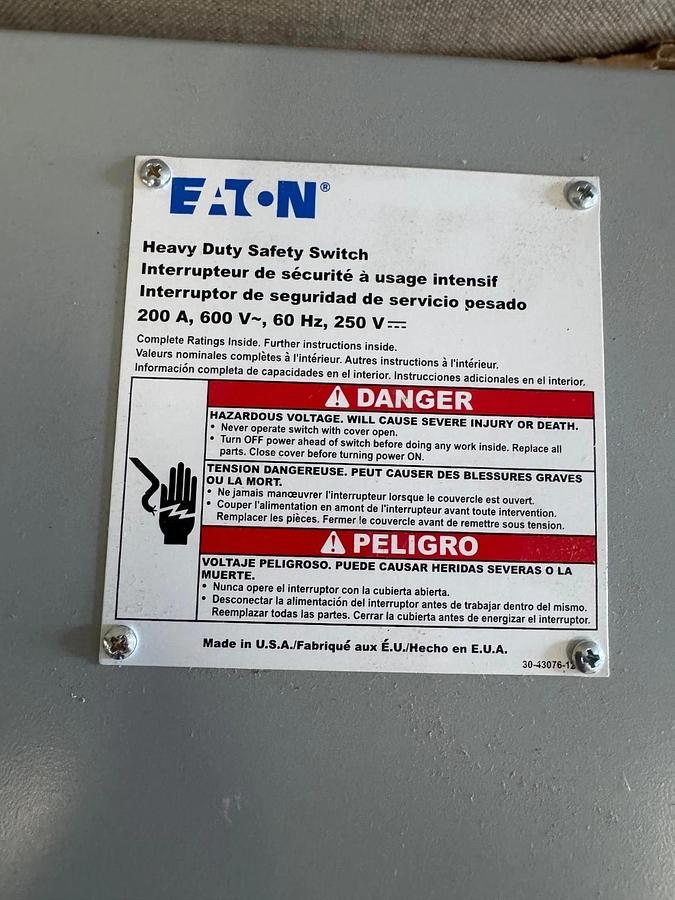 EATON®
Heavy Duty Safety Switch
Interrupteur de sécurité à usage intensif
Interruptor de seguridad de servicio pesado
200 A, 600 V~, 60 Hz, 250 V⎓
Complete Ratings Inside. Further instructions inside.
Valeurs nominales complètes à l'intérieur. Autres instructions à l'intérieur.
Información completa de capacidades en el interior. Instrucciones adicionales en el interior.
⚠ DANGER
HAZARDOUS VOLTAGE. WILL CAUSE SEVERE INJURY OR DEATH.
• Never operate switch with cover open.
• Turn OFF power ahead of switch before doing any work inside. Replace all
parts. Close cover before turning power ON.
TENSION DANGEREUSE. PEUT CAUSER DES BLESSURES GRAVES
OU LA MORT.
• Ne jamais manœuvrer l'interrupteur lorsque le couvercle est ouvert.
• Couper l'alimentation en amont de l'interrupteur avant toute intervention.
Remplacer les pièces. Fermer le couvercle avant de remettre sous tension.
⚠ PELIGRO
VOLTAJE PELIGROSO. PUEDE CAUSAR HERIDAS SEVERAS O LA
MUERTE.
• Nunca opere el interruptor con la cubierta abierta.
• Desconectar la alimentación del interruptor antes de trabajar dentro del mismo.
Reemplazar todas las partes. Cerrar la cubierta antes de energizar el interruptor.
Made in U.S.A./Fabriqué aux É.U./Hecho en E.U.A.
30-43076-12